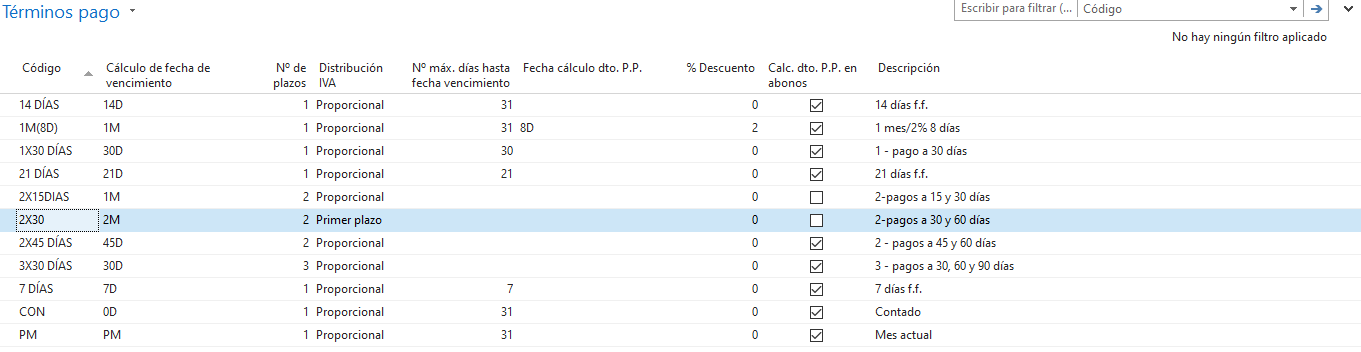 Términos pago
Escribir para filtrar (... Código
No hay ningún filtro aplicado
Código Cálculo de fecha de vencimiento Nº de plazos Distribución IVA Nº máx. días hasta fecha vencimiento Fecha cálculo dto. P.P. % Descuento Calc. dto. P.P. en abonos Descripción
14 DÍAS 14D 1 Proporcional 31 0 14 días f.f.
1M(8D) 1M 1 Proporcional 31 8D 2 1 mes/2% 8 días
1X30 DÍAS 30D 1 Proporcional 30 0 1 - pago a 30 días
21 DÍAS 21D 1 Proporcional 21 0 21 días f.f.
2X15DIAS 1M 2 Proporcional 0 2-pagos a 15 y 30 días
2X30 2M 2 Primer plazo 0 2-pagos a 30 y 60 días
2X45 DÍAS 45D 2 Proporcional 0 2 - pagos a 45 y 60 días
3X30 DÍAS 30D 3 Proporcional 0 3 - pagos a 30, 60 y 90 días
7 DÍAS 7D 1 Proporcional 7 0 7 días f.f.
CON 0D 1 Proporcional 31 0 Contado
PM PM 1 Proporcional 31 0 Mes actual